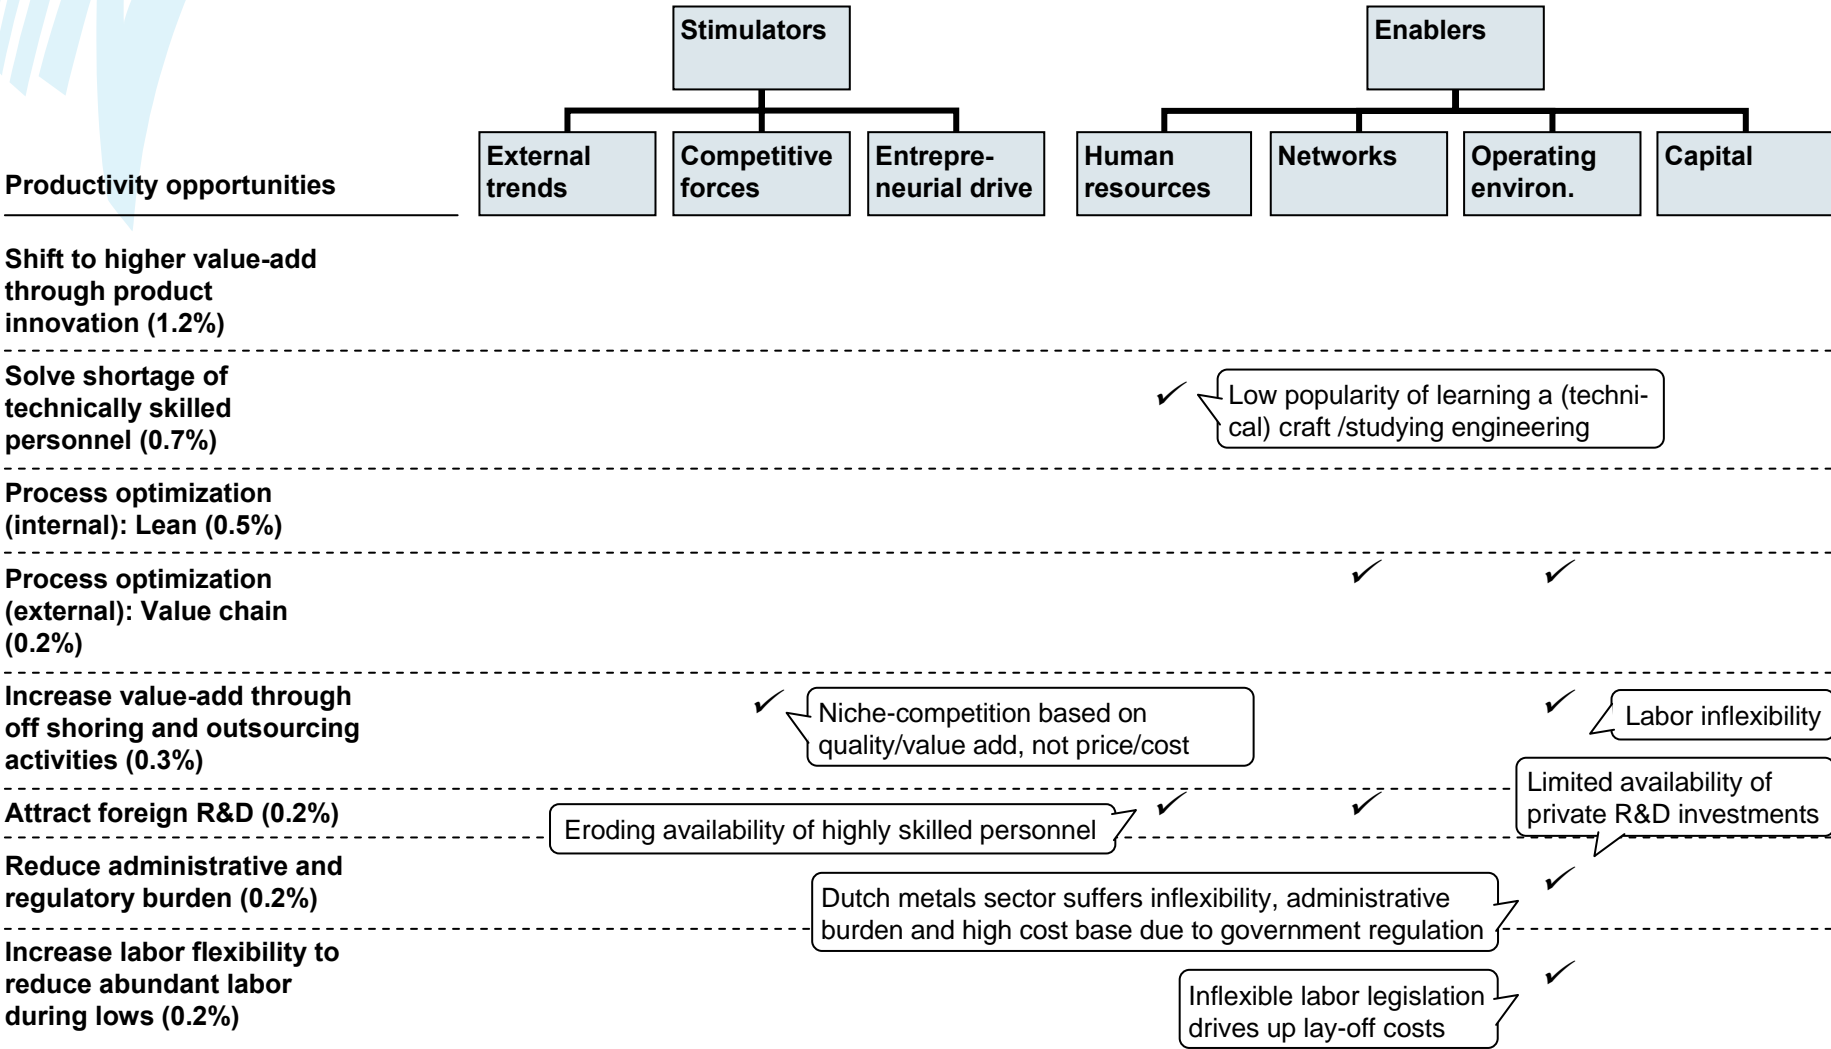 Stimulators
Enablers
Productivity opportunities
External
trends
Competitive
forces
Entrepre-
neurial drive
Human
resources
Networks
Operating
environ.
Capital
Shift to higher value-add
through product
innovation (1.2%)
Solve shortage of
technically skilled
personnel (0.7%)
✓
Low popularity of learning a (techni-
cal) craft /studying engineering
Process optimization
(internal): Lean (0.5%)
Process optimization
(external): Value chain
(0.2%)
✓ ✓
Increase value-add through
off shoring and outsourcing
activities (0.3%)
✓
Niche-competition based on
quality/value add, not price/cost
✓
Labor inflexibility
Attract foreign R&D (0.2%)
Eroding availability of highly skilled personnel
✓ ✓
Limited availability of
private R&D investments
Reduce administrative and
regulatory burden (0.2%)
Dutch metals sector suffers inflexibility, administrative
burden and high cost base due to government regulation
✓
Increase labor flexibility to
reduce abundant labor
during lows (0.2%)
Inflexible labor legislation
drives up lay-off costs
✓